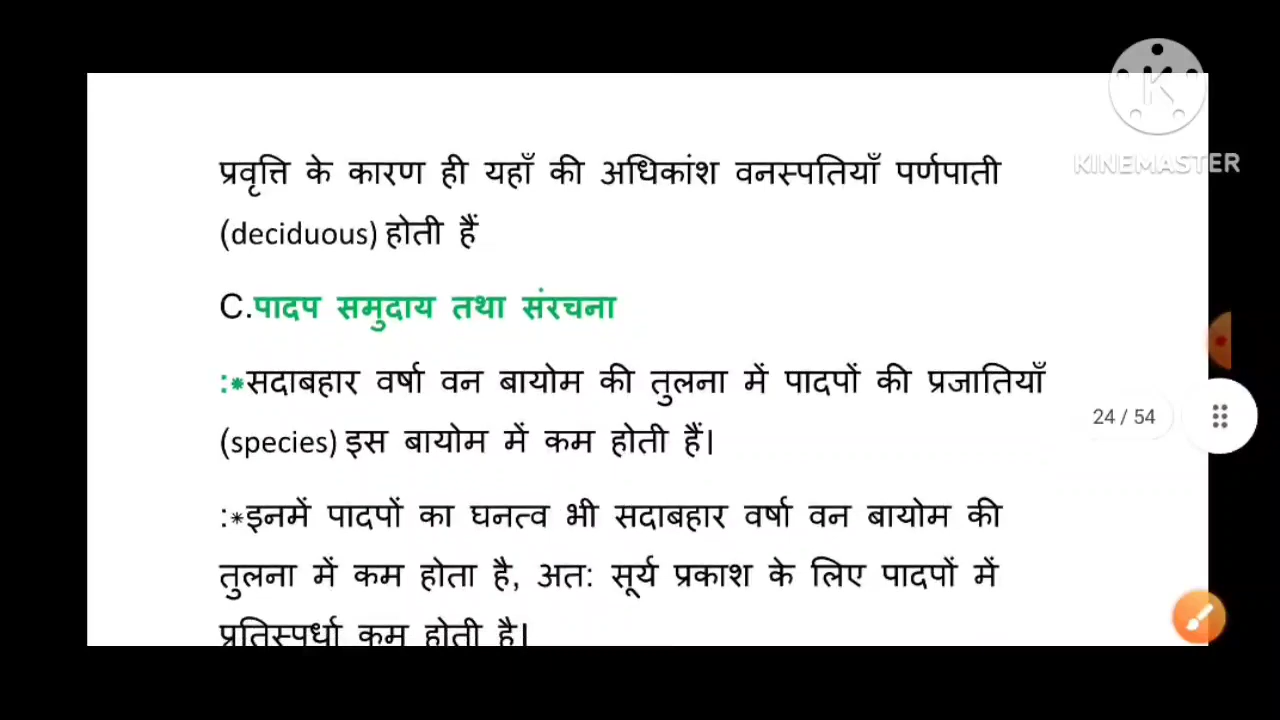 प्रवृत्ति के कारण ही यहाँ की अधिकांश वनस्पतियाँ पर्णपाती
(deciduous) होती हैं
C.पादप समुदाय तथा संरचना
:*सदाबहार वर्षा वन बायोम की तुलना में पादपों की प्रजातियाँ
(species) इस बायोम में कम होती हैं|
:*इनमें पादपों का घनत्व भी सदाबहार वर्षा वन बायोम की
तुलना में कम होता है, अत: सूर्य प्रकाश के लिए पादपों में
प्रतिस्पर्धा कम होती है|
K
KINEMASTER
24 / 54